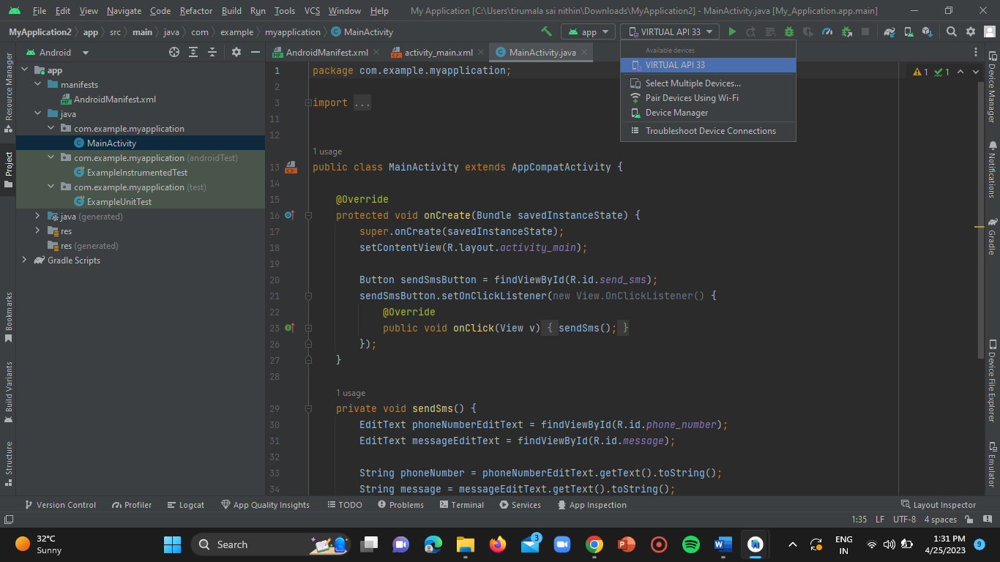 File Edit View Navigate Code Refactor Build Run Tools VCS Window Help My Application [C:\Users\tirumala sai nithin\Downloads\MyApplication2] - MainActivity.java [My_Application.app.main]
MyApplication2 app src main java com example myapplication MainActivity app VIRTUAL API 33
Android AndroidManifest.xml activity_main.xml MainActivity.java
Available devices
VIRTUAL API 33
Select Multiple Devices...
Pair Devices Using Wi-Fi
Device Manager
Troubleshoot Device Connections
Resource Manager
Project
Bookmarks
Build Variants
Structure
app
manifests
AndroidManifest.xml
java
com.example.myapplication
MainActivity
com.example.myapplication (androidTest)
ExampleInstrumentedTest
com.example.myapplication (test)
ExampleUnitTest
java (generated)
res
res (generated)
Gradle Scripts
1 package com.example.myapplication;
2
3 import ...
11
12
1 usage
13 public class MainActivity extends AppCompatActivity {
14
15 @Override
16 protected void onCreate(Bundle savedInstanceState) {
17 super.onCreate(savedInstanceState);
18 setContentView(R.layout.activity_main);
19
20 Button sendSmsButton = findViewById(R.id.send_sms);
21 sendSmsButton.setOnClickListener(new View.OnClickListener() {
22 @Override
23 public void onClick(View v) { sendSms(); }
26 });
27 }
28
1 usage
29 private void sendSms() {
30 EditText phoneNumberEditText = findViewById(R.id.phone_number);
31 EditText messageEditText = findViewById(R.id.message);
32
33 String phoneNumber = phoneNumberEditText.getText().toString();
34 String message = messageEditText.getText().toString();
1 1
Device Manager
Notifications
Gradle
Device File Explorer
Emulator
Version Control Profiler Logcat App Quality Insights TODO Problems Terminal Services App Inspection Layout Inspector
1:35 LF UTF-8 4 spaces
32°C
Sunny
Search
3
ENG
IN
1:31 PM
4/25/2023
9